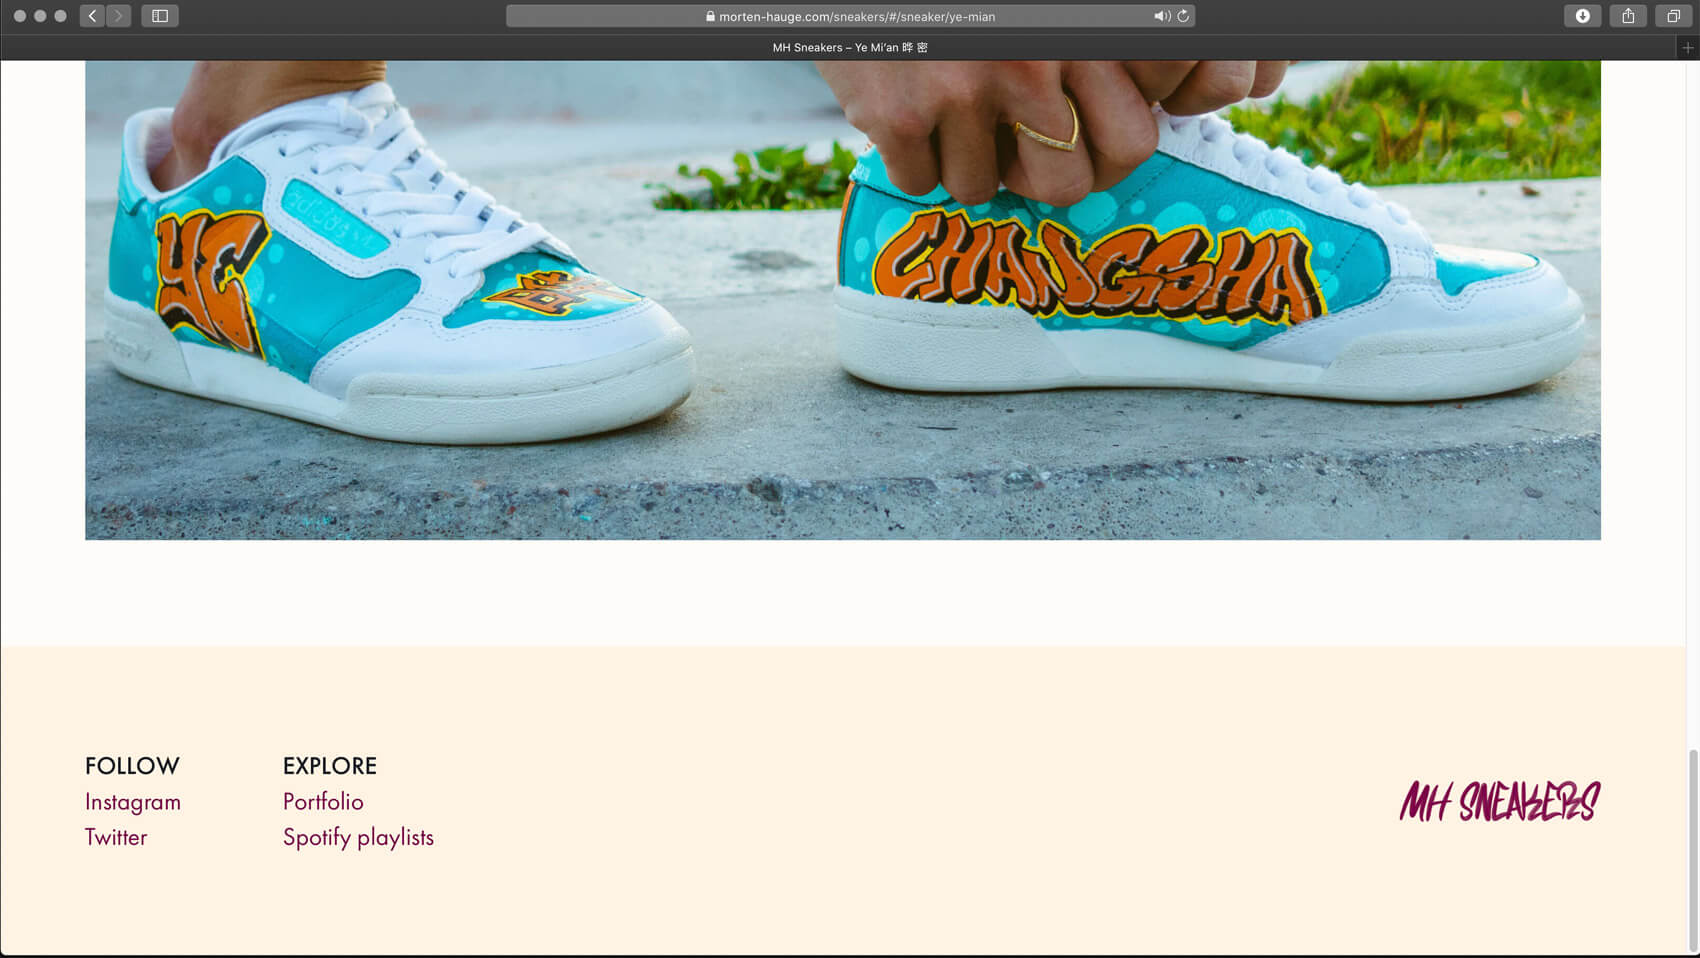 morten-hauge.com/sneakers/#/sneaker/ye-mian
MH Sneakers – Ye Mi'an 晔 密
YE
CHANGSHA
FOLLOW
Instagram
Twitter
EXPLORE
Portfolio
Spotify playlists
MH SNEAKERS